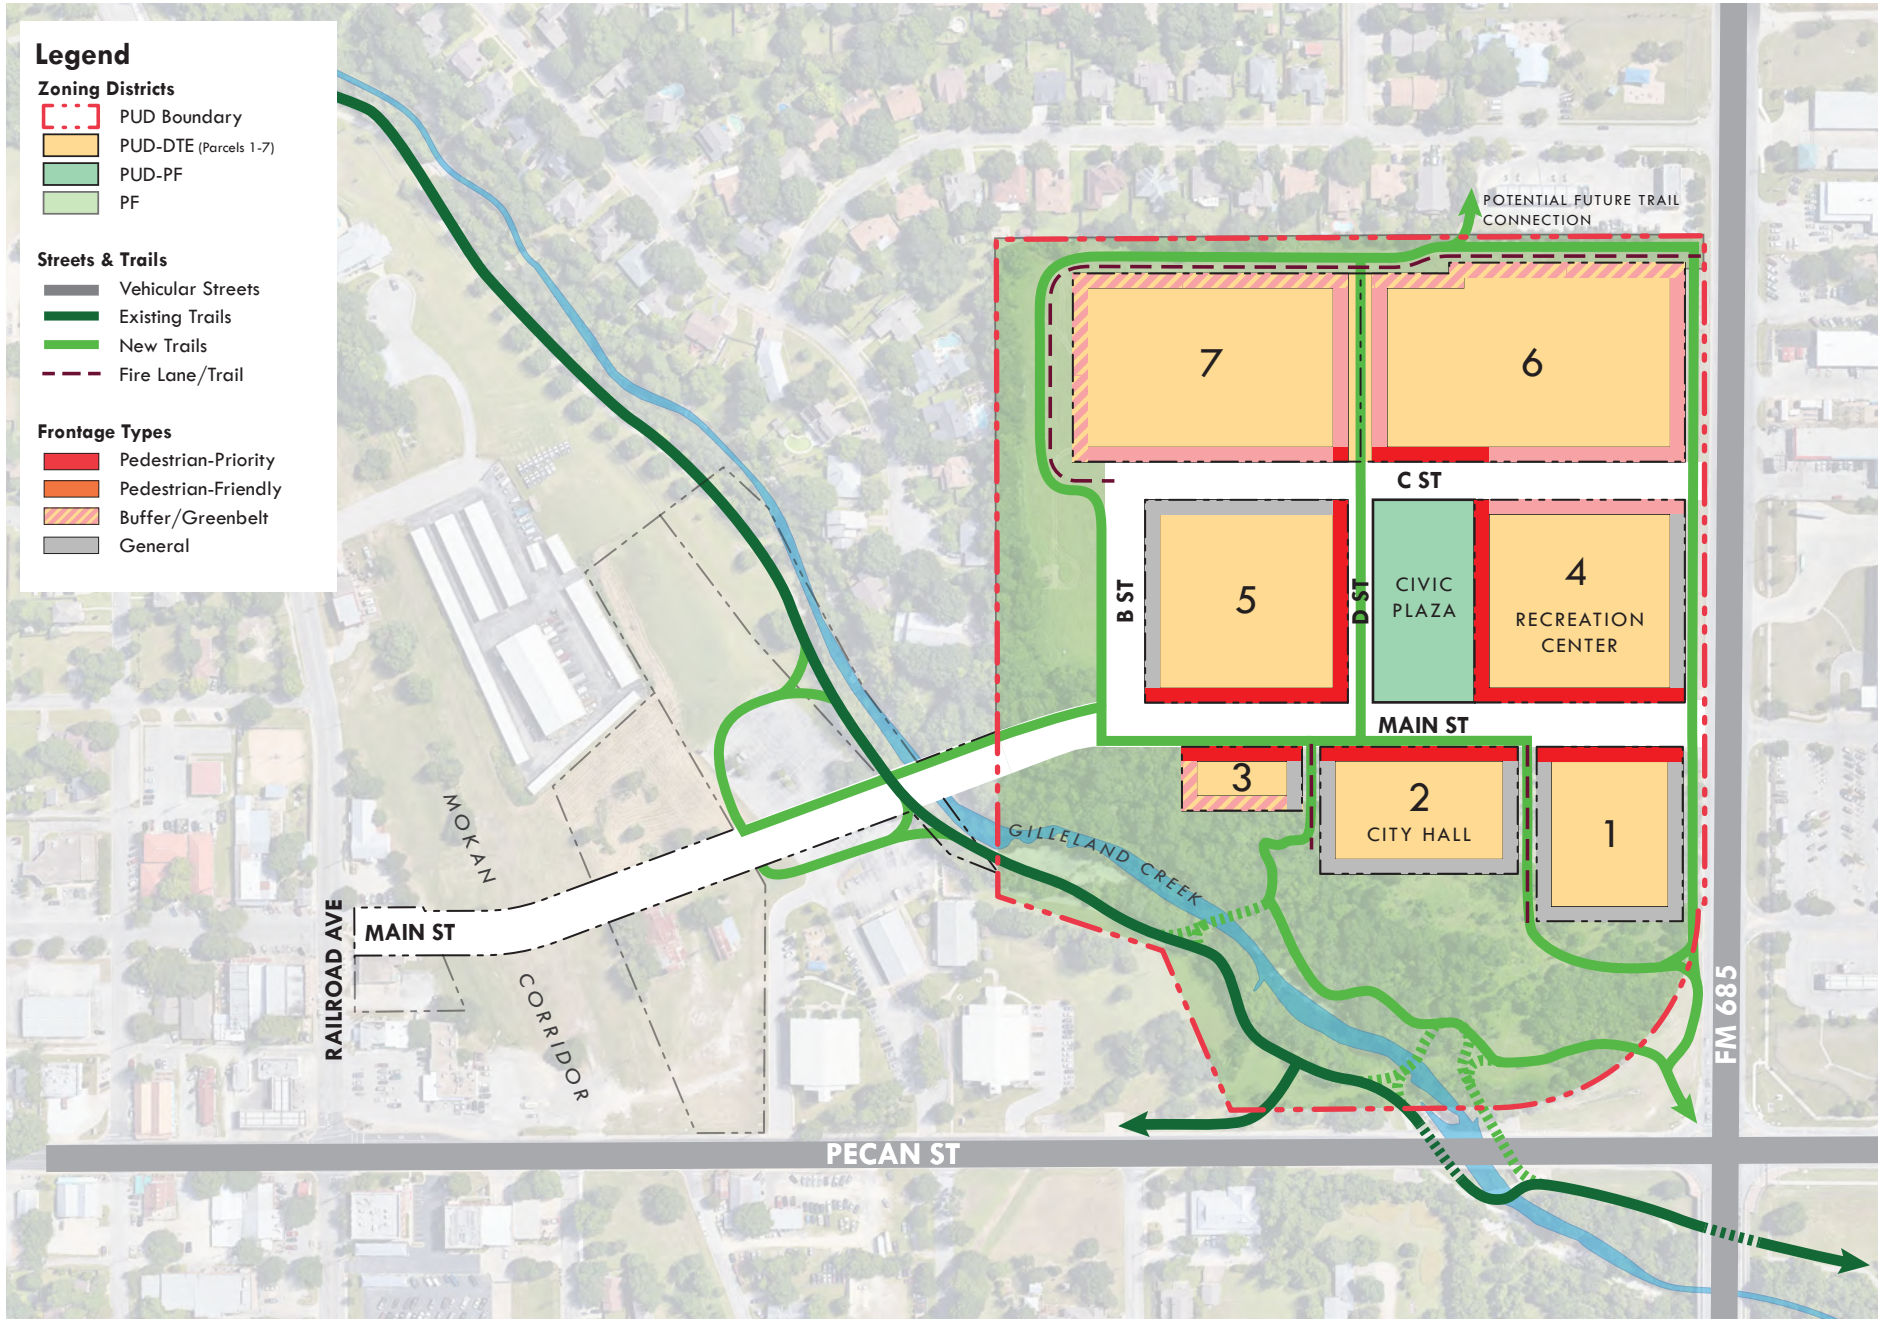 Legend
Zoning Districts
PUD Boundary
PUD-DTE (Parcels 1-7)
PUD-PF
PF
Streets & Trails
Vehicular Streets
Existing Trails
New Trails
Fire Lane/Trail
Frontage Types
Pedestrian-Priority
Pedestrian-Friendly
Buffer/Greenbelt
General
POTENTIAL FUTURE TRAIL
CONNECTION
7
6
C ST
B ST
5
D ST
CIVIC
PLAZA
4
RECREATION
CENTER
MAIN ST
3
2
CITY HALL
1
GILLELAND CREEK
MOKAN
CORRIDOR
RAILROAD AVE
MAIN ST
FM 685
PECAN ST